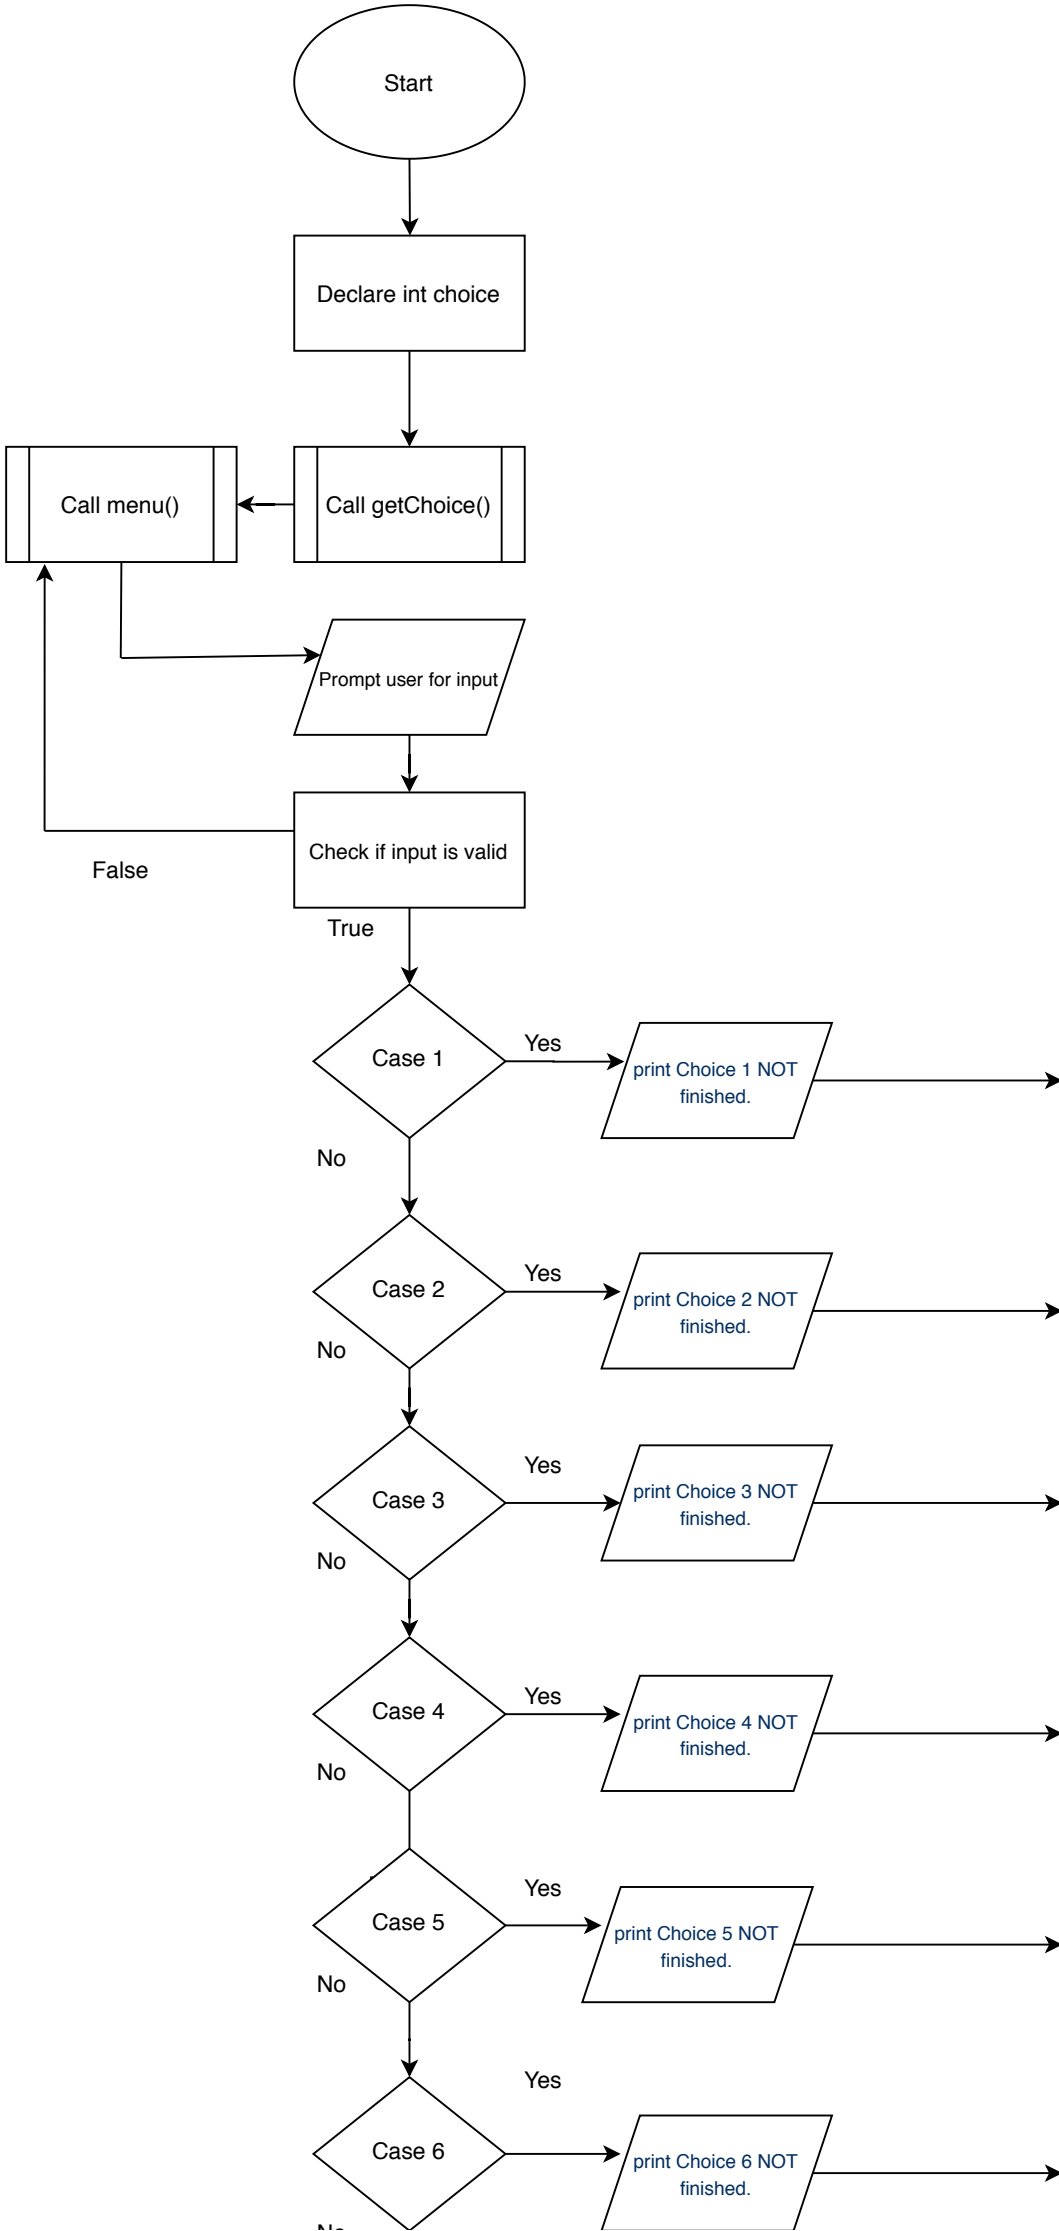 Start
Declare int choice
Call menu()
Call getChoice()
Prompt user for input
Check if input is valid
False
True
Case 1
Yes
print Choice 1 NOT
finished.
No
Case 2
Yes
print Choice 2 NOT
finished.
No
Case 3
Yes
print Choice 3 NOT
finished.
No
Case 4
Yes
print Choice 4 NOT
finished.
No
Case 5
Yes
print Choice 5 NOT
finished.
No
Case 6
Yes
print Choice 6 NOT
finished.
No